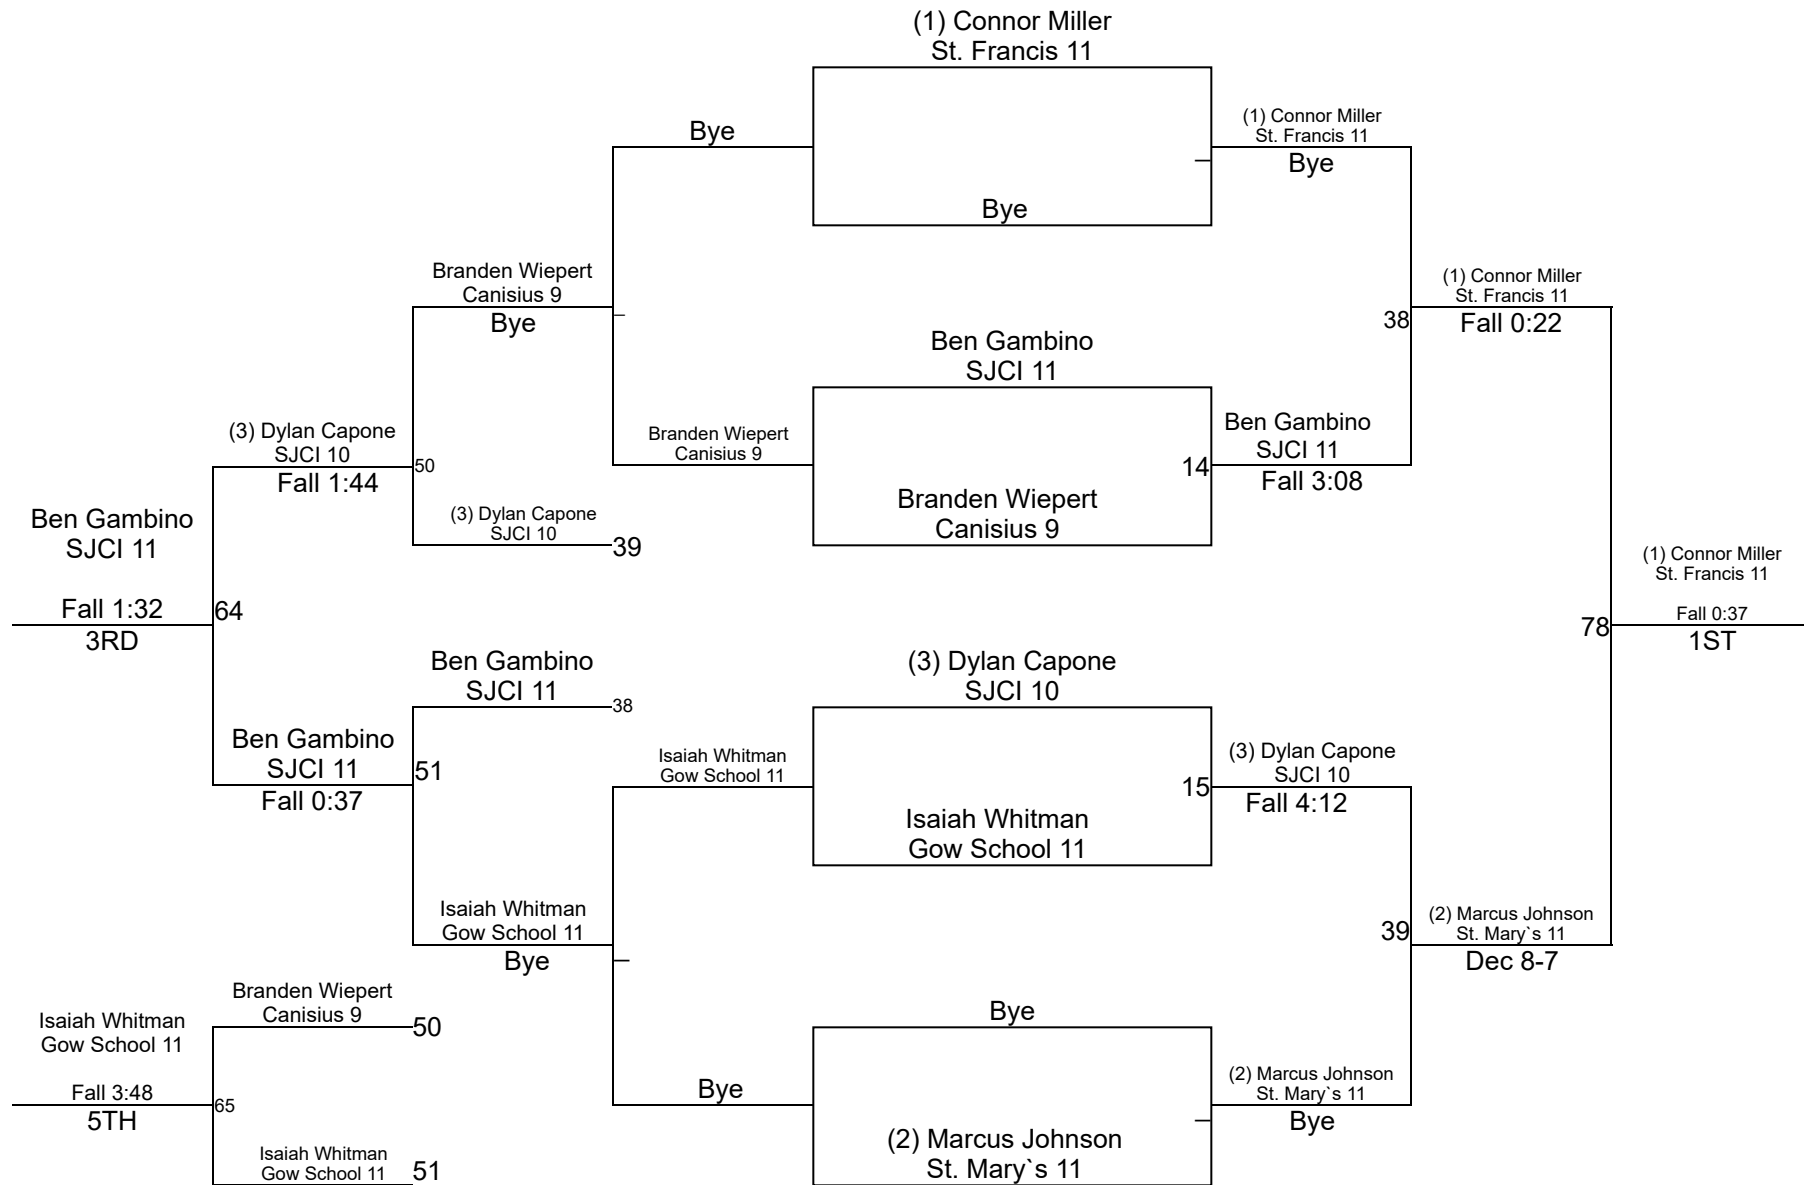 (1) Connor Miller
St. Francis 11
Bye
(1) Connor Miller
St. Francis 11
Bye
Bye
Branden Wiepert
Canisius 9
Bye
(1) Connor Miller
St. Francis 11
Fall 0:22
38
Ben Gambino
SJCI 11
(3) Dylan Capone
SJCI 10
Fall 1:44
50
Branden Wiepert
Canisius 9
14
Ben Gambino
SJCI 11
Fall 3:08
Branden Wiepert
Canisius 9
Ben Gambino
SJCI 11
(3) Dylan Capone
SJCI 10
39
(1) Connor Miller
St. Francis 11
Fall 1:32
3RD
64
78
Fall 0:37
1ST
Ben Gambino
SJCI 11
38
(3) Dylan Capone
SJCI 10
Ben Gambino
SJCI 11
Fall 0:37
51
Isaiah Whitman
Gow School 11
15
(3) Dylan Capone
SJCI 10
Fall 4:12
Isaiah Whitman
Gow School 11
Isaiah Whitman
Gow School 11
Bye
39
(2) Marcus Johnson
St. Mary`s 11
Dec 8-7
Branden Wiepert
Canisius 9
50
Bye
Isaiah Whitman
Gow School 11
Fall 3:48
5TH
65
Bye
(2) Marcus Johnson
St. Mary`s 11
Bye
Isaiah Whitman
Gow School 11
51
(2) Marcus Johnson
St. Mary`s 11